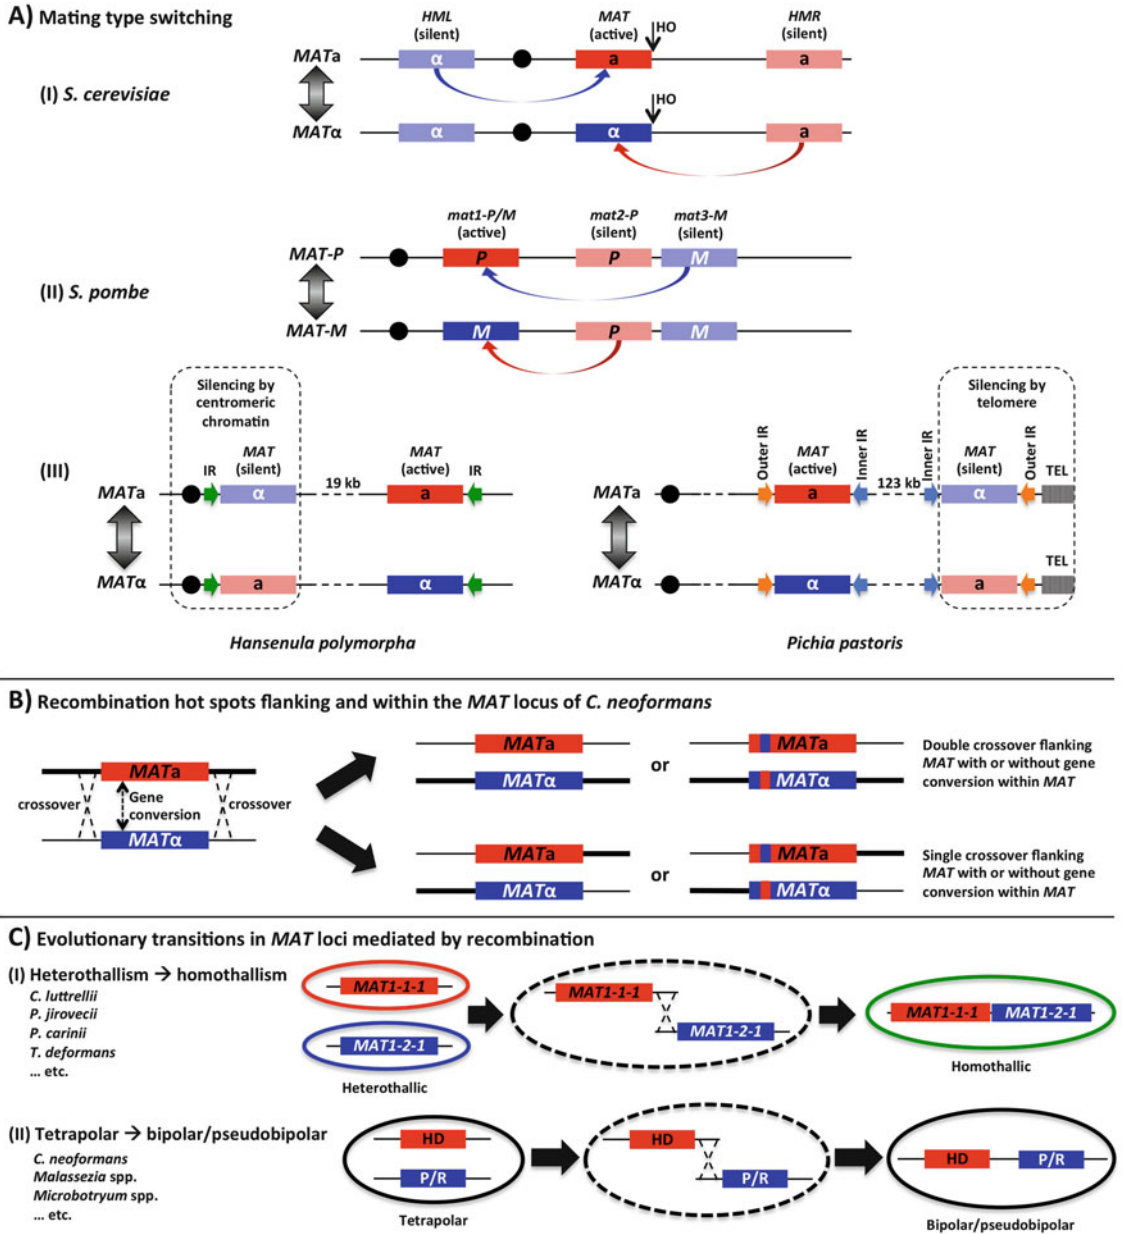 A) Mating type switching
HML
(silent)
MAT
(active)
HO
HMR
(silent)
MATa
α
a
a
(I) S. cerevisiae
HO
MATα
α
α
a
mat1-P/M
(active)
mat2-P
(silent)
mat3-M
(silent)
MAT-P
P
P
M
(II) S. pombe
MAT-M
M
P
M
Silencing by
centromeric
chromatin
Silencing by
telomere
(III)
IR
MAT
(silent)
MAT
(active)
IR
MATa
α
19 kb
a
MATα
a
α
Hansenula polymorpha
Outer IR
MAT
(active)
Inner IR
Inner IR
MAT
(silent)
Outer IR
TEL
MATa
a
123 kb
α
TEL
MATα
α
a
Pichia pastoris
B) Recombination hot spots flanking and within the MAT locus of C. neoformans
MATa
crossover
Gene
conversion
crossover
MATα
MATa
or
MATα
MATa
MATα
Double crossover flanking
MAT with or without gene
conversion within MAT
MATa
or
MATα
MATa
MATα
Single crossover flanking
MAT with or without gene
conversion within MAT
C) Evolutionary transitions in MAT loci mediated by recombination
(I) Heterothallism → homothallism
C. luttrellii
P. jirovecii
P. carinii
T. deformans
... etc.
MAT1-1-1
MAT1-2-1
Heterothallic
MAT1-1-1
MAT1-2-1
MAT1-1-1 MAT1-2-1
Homothallic
(II) Tetrapolar → bipolar/pseudobipolar
C. neoformans
Malassezia spp.
Microbotryum spp.
... etc.
HD
P/R
Tetrapolar
HD
P/R
HD P/R
Bipolar/pseudobipolar